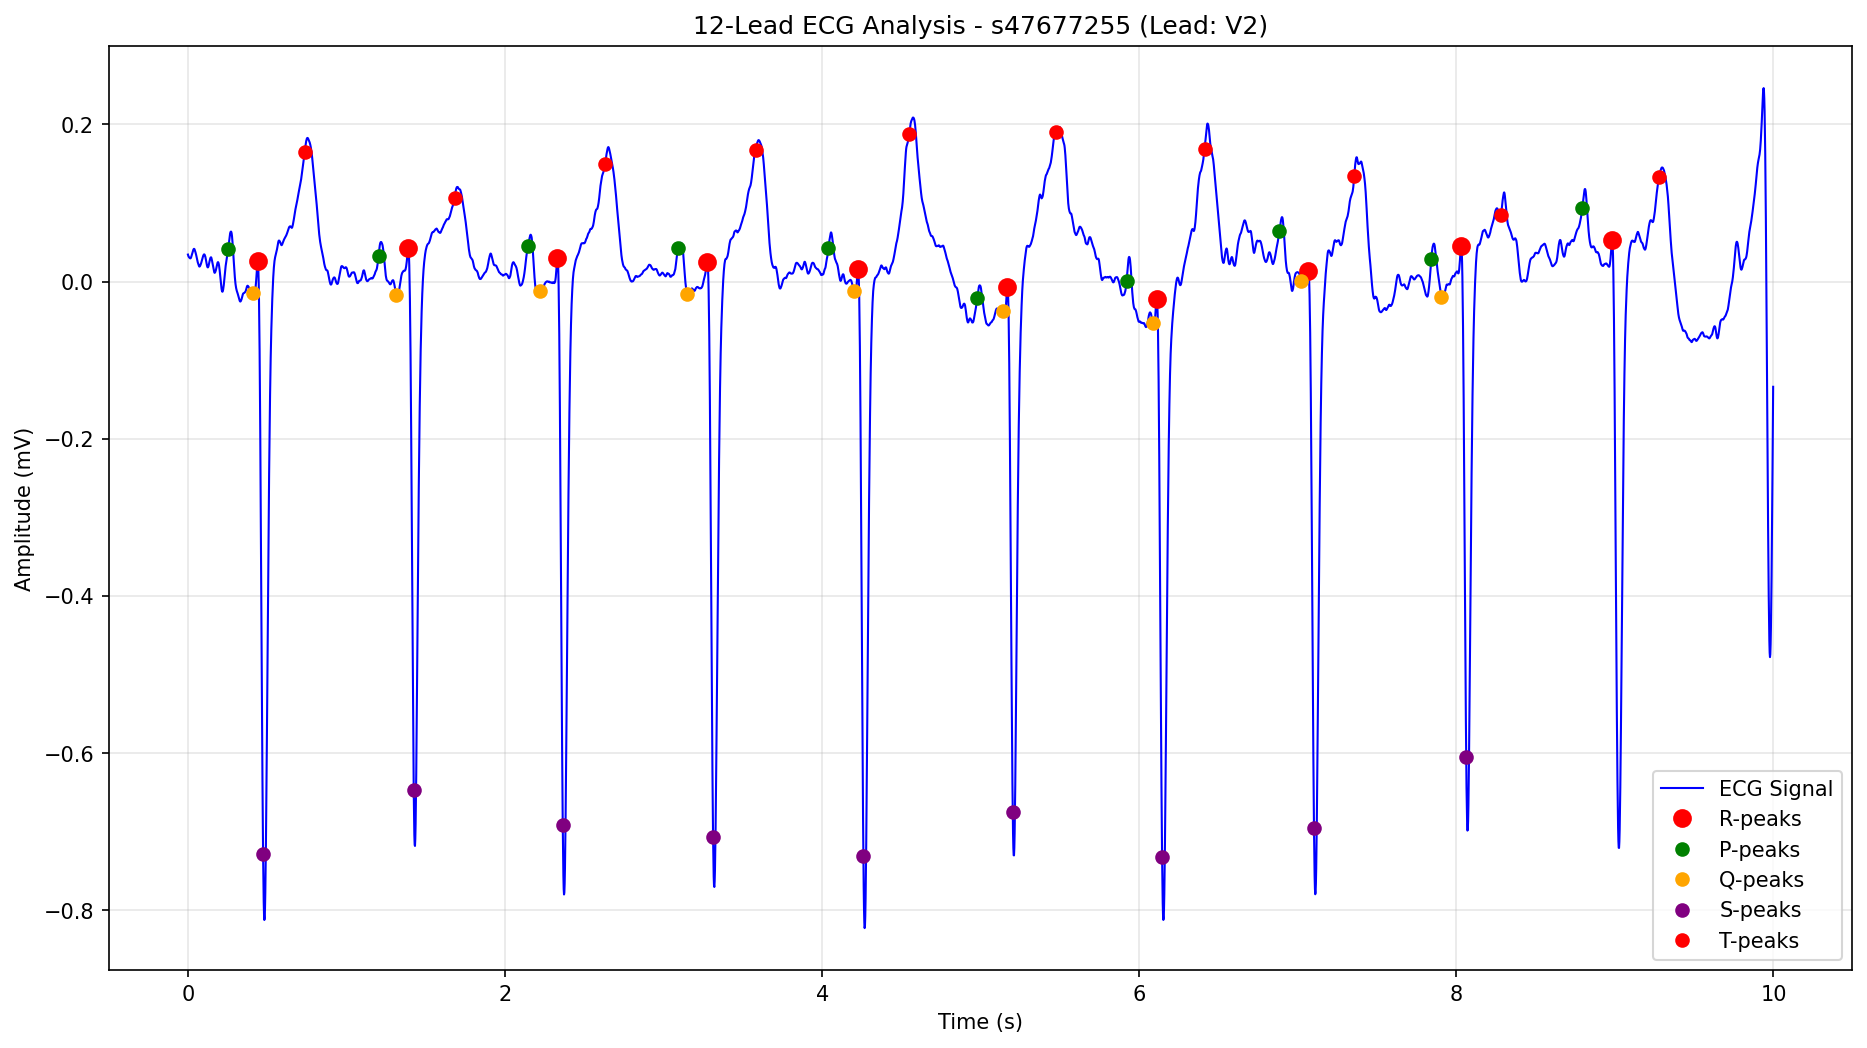 12-Lead ECG Analysis - s47677255 (Lead: V2)
Amplitude (mV)
0.2
0.0
−0.2
−0.4
−0.6
−0.8
ECG Signal
R-peaks
P-peaks
Q-peaks
S-peaks
T-peaks
0 2 4 6 8 10
Time (s)